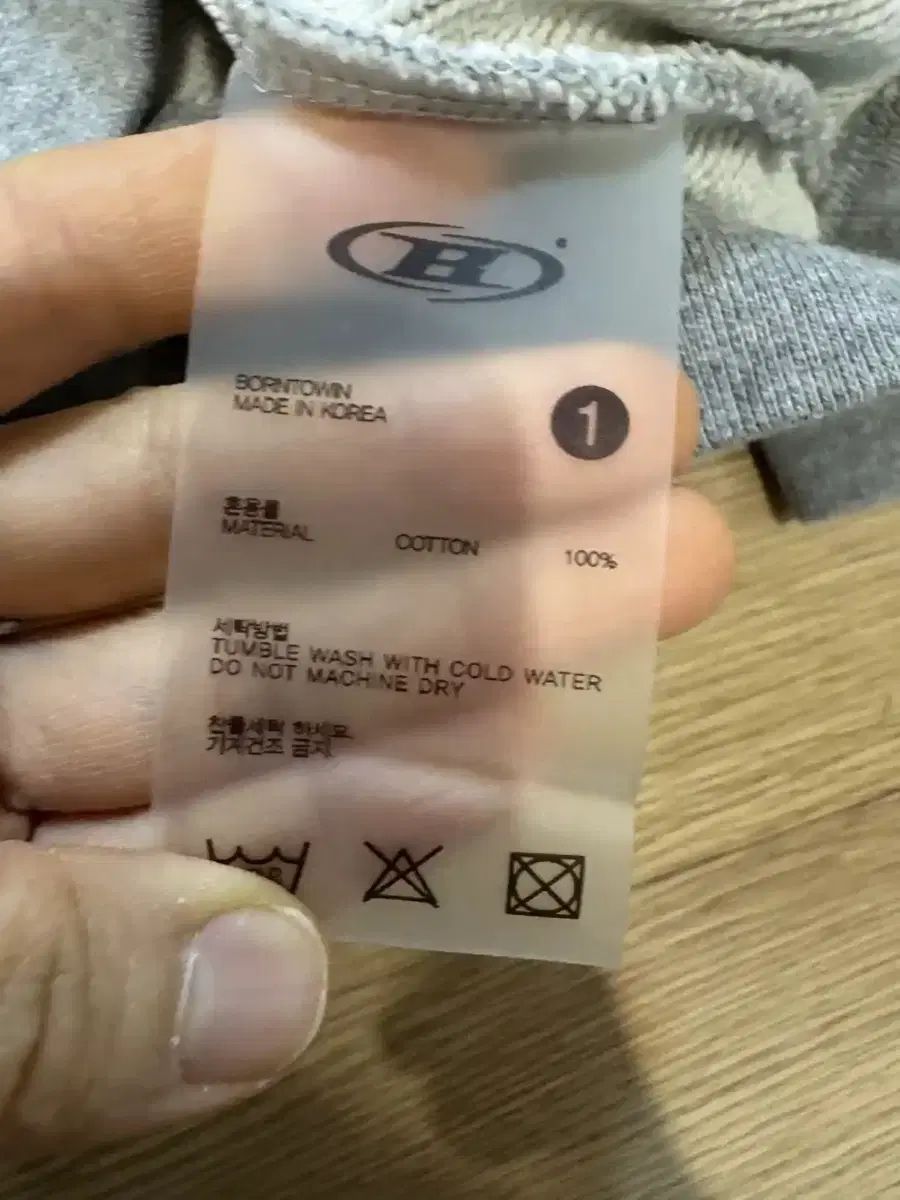 B
BORNTOWIN
MADE IN KOREA
1
혼용률
MATERIAL COTTON 100%
세탁방법
TUMBLE WASH WITH COLD WATER
DO NOT MACHINE DRY
찬물세탁 하세요.
기계건조 금지.